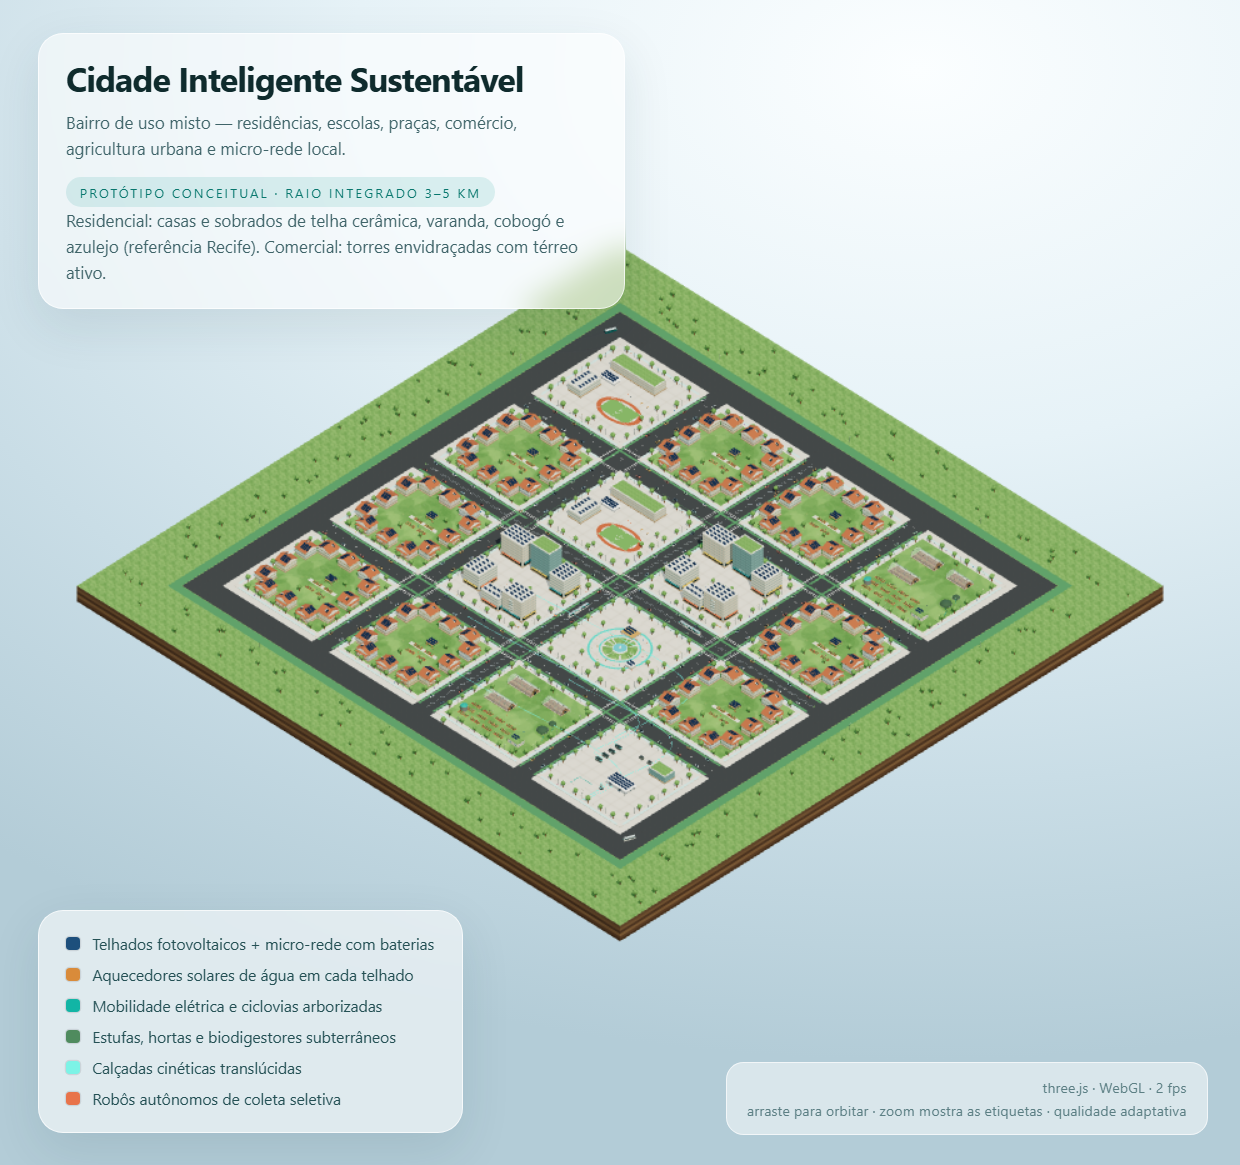 Cidade Inteligente Sustentável
Bairro de uso misto — residências, escolas, praças, comércio,
agricultura urbana e micro-rede local.
PROTÓTIPO CONCEITUAL · RAIO INTEGRADO 3–5 KM
Residencial: casas e sobrados de telha cerâmica, varanda, cobogó e
azulejo (referência Recife). Comercial: torres envidraçadas com térreo
ativo.
Telhados fotovoltaicos + micro-rede com baterias
Aquecedores solares de água em cada telhado
Mobilidade elétrica e ciclovias arborizadas
Estufas, hortas e biodigestores subterrâneos
Calçadas cinéticas translúcidas
Robôs autônomos de coleta seletiva
three.js · WebGL · 2 fps
arraste para orbitar · zoom mostra as etiquetas · qualidade adaptativa